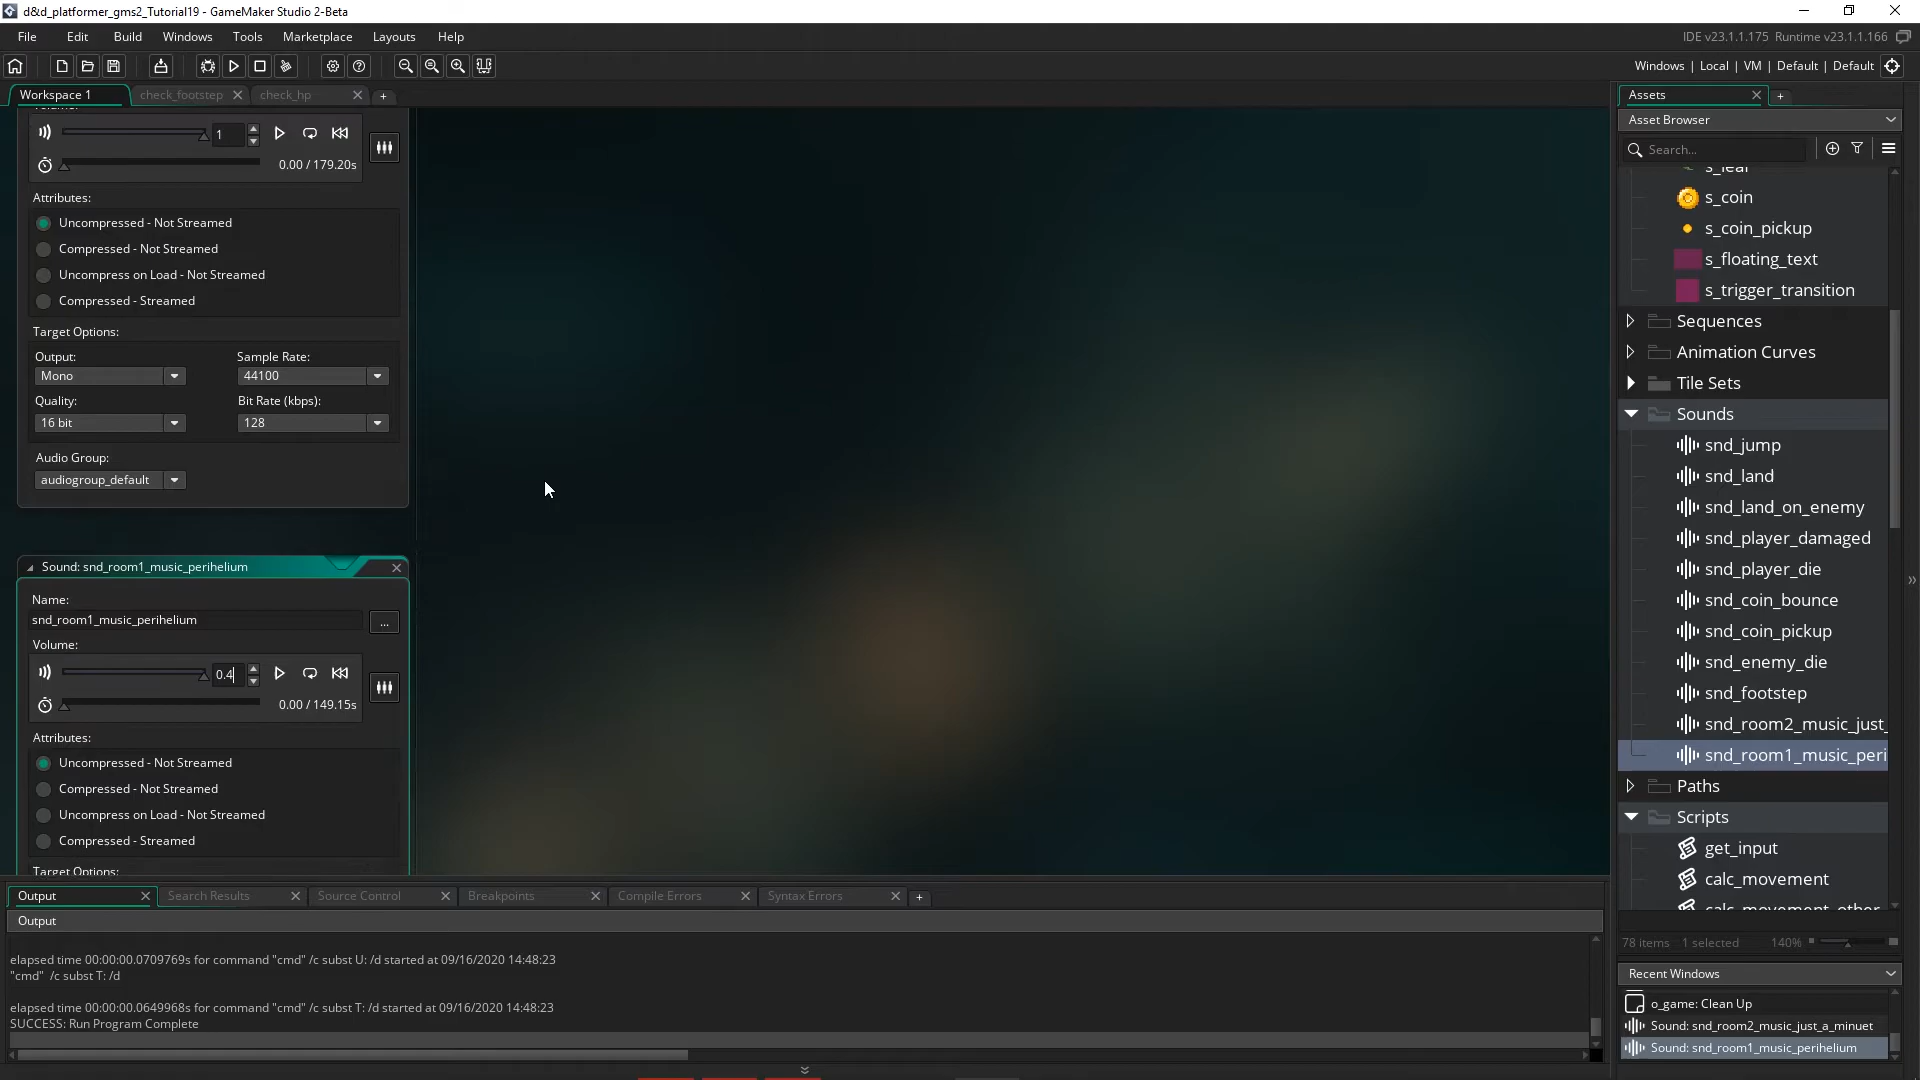 d&d_platformer_gms2_Tutorial19 - GameMaker Studio 2-Beta
File Edit Build Windows Tools Marketplace Layouts Help
IDE v23.1.1.175 Runtime v23.1.1.166
Windows | Local | VM | Default | Default
Workspace 1 check_footstep check_hp
1
0.00 / 179.20s
Attributes:
Uncompressed - Not Streamed
Compressed - Not Streamed
Uncompress on Load - Not Streamed
Compressed - Streamed
Target Options:
Output: Sample Rate:
Mono 44100
Quality: Bit Rate (kbps):
16 bit 128
Audio Group:
audiogroup_default
Sound: snd_room1_music_perihelium
Name:
snd_room1_music_perihelium
...
Volume:
0.4
0.00 / 149.15s
Attributes:
Uncompressed - Not Streamed
Compressed - Not Streamed
Uncompress on Load - Not Streamed
Compressed - Streamed
Target Options:
Output Search Results Source Control Breakpoints Compile Errors Syntax Errors
Output
elapsed time 00:00:00.0709769s for command "cmd" /c subst U: /d started at 09/16/2020 14:48:23
"cmd" /c subst T: /d
elapsed time 00:00:00.0649968s for command "cmd" /c subst T: /d started at 09/16/2020 14:48:23
SUCCESS: Run Program Complete
Assets
Asset Browser
Search...
s_leaf
s_coin
s_coin_pickup
s_floating_text
s_trigger_transition
Sequences
Animation Curves
Tile Sets
Sounds
snd_jump
snd_land
snd_land_on_enemy
snd_player_damaged
snd_player_die
snd_coin_bounce
snd_coin_pickup
snd_enemy_die
snd_footstep
snd_room2_music_just_
snd_room1_music_peri
Paths
Scripts
get_input
calc_movement
calc_movement_other
78 items 1 selected 140%
Recent Windows
o_game: Clean Up
Sound: snd_room2_music_just_a_minuet
Sound: snd_room1_music_perihelium